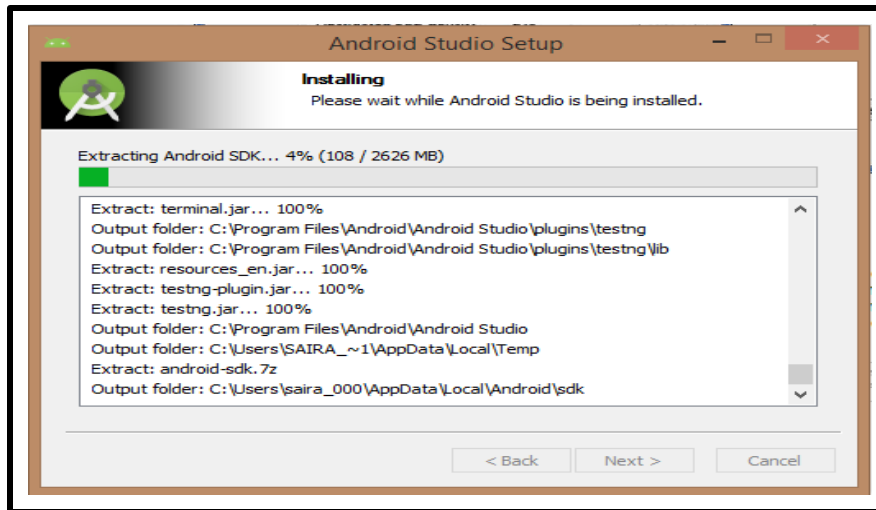 Android Studio Setup
Installing
Please wait while Android Studio is being installed.
Extracting Android SDK... 4% (108 / 2626 MB)
Extract: terminal.jar... 100%
Output folder: C:\Program Files\Android\Android Studio\plugins\testng
Output folder: C:\Program Files\Android\Android Studio\plugins\testng\lib
Extract: resources_en.jar... 100%
Extract: testng-plugin.jar... 100%
Extract: testng.jar... 100%
Output folder: C:\Program Files\Android\Android Studio
Output folder: C:\Users\SAIRA_~1\AppData\Local\Temp
Extract: android-sdk.7z
Output folder: C:\Users\saira_000\AppData\Local\Android\sdk
< Back
Next >
Cancel